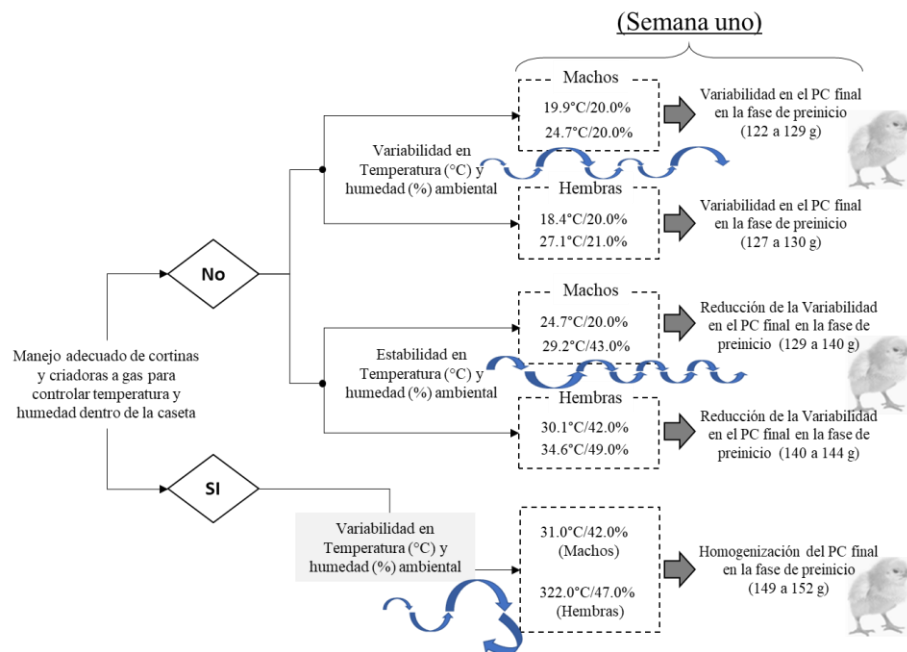 (Semana uno)
Machos
19.9°C/20.0%
24.7°C/20.0%
Variabilidad en el PC final
en la fase de preinicio
(122 a 129 g)
Variabilidad en
Temperatura (°C) y
humedad (%) ambiental
Hembras
18.4°C/20.0%
27.1°C/21.0%
Variabilidad en el PC final
en la fase de preinicio
(127 a 130 g)
No
Machos
24.7°C/20.0%
29.2°C/43.0%
Reducción de la Variabilidad
en el PC final en la fase de
preinicio (129 a 140 g)
Manejo adecuado de cortinas
y criadoras a gas para
controlar temperatura y
humedad dentro de la caseta
Estabilidad en
Temperatura (°C) y
humedad (%) ambiental
Hembras
30.1°C/42.0%
34.6°C/49.0%
Reducción de la Variabilidad
en el PC final en la fase de
preinicio (140 a 144 g)
SI
Variabilidad en
Temperatura (°C) y
humedad (%) ambiental
31.0°C/42.0%
(Machos)
322.0°C/47.0%
(Hembras)
Homogenización del PC final
en la fase de preinicio
(149 a 152 g)